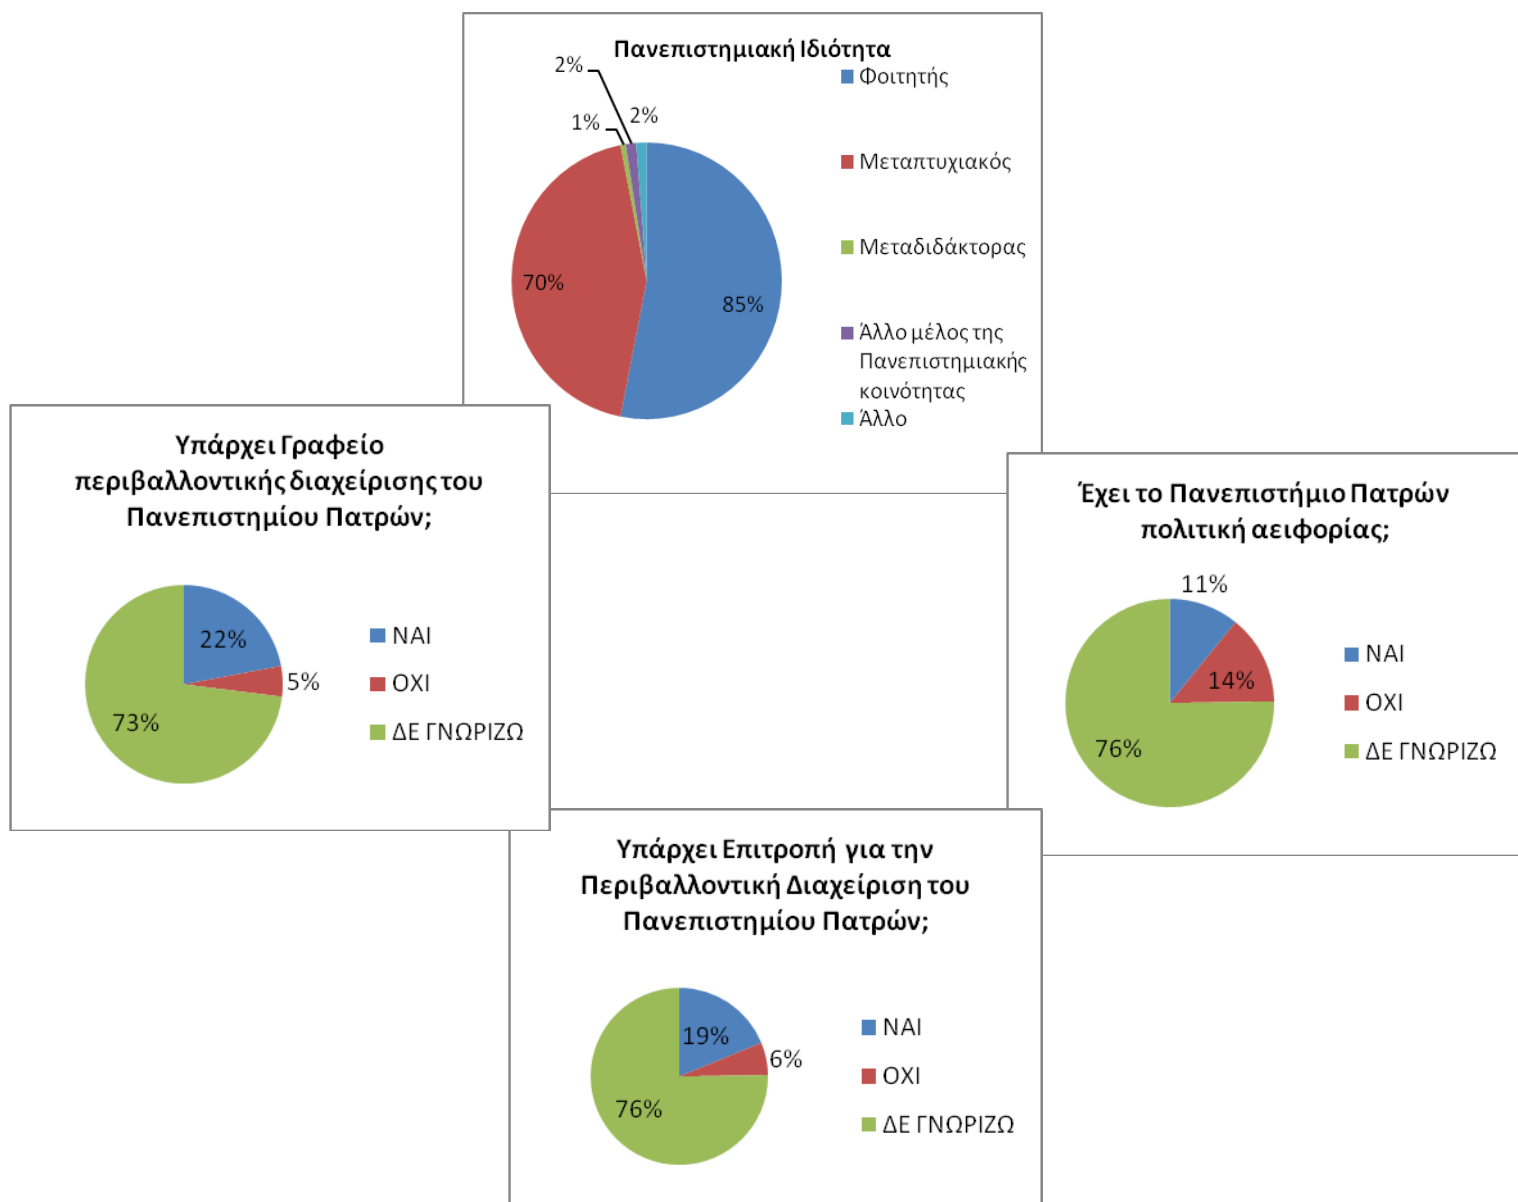 Πανεπιστημιακή Ιδιότητα
2%
1%
2%
70%
85%
Φοιτητής
Μεταπτυχιακός
Μεταδιδάκτορας
Άλλο μέλος της
Πανεπιστημιακής
κοινότητας
Άλλο
Υπάρχει Γραφείο
περιβαλλοντικής διαχείρισης του
Πανεπιστημίου Πατρών;
22%
5%
73%
ΝΑΙ
ΟΧΙ
ΔΕ ΓΝΩΡΙΖΩ
Έχει το Πανεπιστήμιο Πατρών
πολιτική αειφορίας;
11%
14%
76%
ΝΑΙ
ΟΧΙ
ΔΕ ΓΝΩΡΙΖΩ
Υπάρχει Επιτροπή για την
Περιβαλλοντική Διαχείριση του
Πανεπιστημίου Πατρών;
19%
6%
76%
ΝΑΙ
ΟΧΙ
ΔΕ ΓΝΩΡΙΖΩ